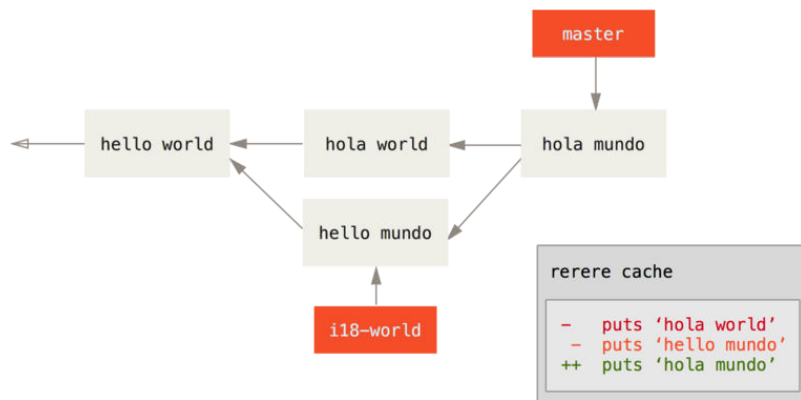 master
hello world
hola world
hola mundo
hello mundo
i18-world
rerere cache
- puts ‘hola world’
- puts ‘hello mundo’
++ puts ‘hola mundo’